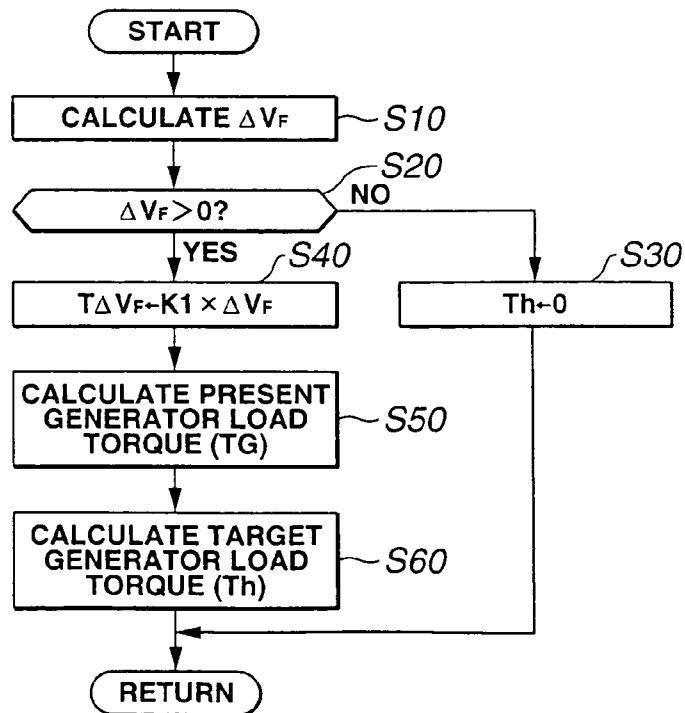 START
CALCULATE ΔVF
S10
S20
ΔVF>0?
NO
YES
S40
S30
TΔVF←K1×ΔVF
Th←0
CALCULATE PRESENT
GENERATOR LOAD
TORQUE (TG)
S50
CALCULATE TARGET
GENERATOR LOAD
TORQUE (Th)
S60
RETURN